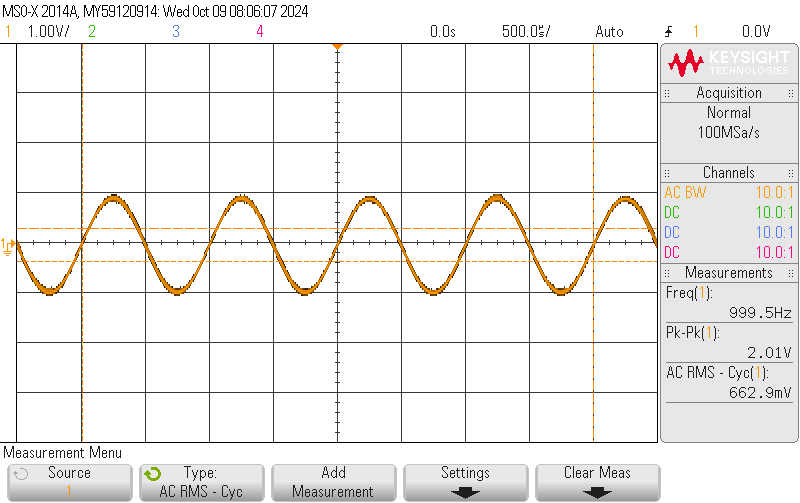 MSO-X 2014A, MY59120914: Wed Oct 09 08:06:07 2024
1 1.00V/ 2 3 4 0.0s 500.0us/ Auto 1 0.0V
KEYSIGHT
TECHNOLOGIES
Acquisition
Normal
100MSa/s
Channels
AC BW 10.0:1
DC 10.0:1
DC 10.0:1
DC 10.0:1
Measurements
Freq(1):
999.5Hz
Pk-Pk(1):
2.01V
AC RMS - Cyc(1):
662.9mV
1
Measurement Menu
Source
1
Type:
AC RMS - Cyc
Add
Measurement
Settings
Clear Meas